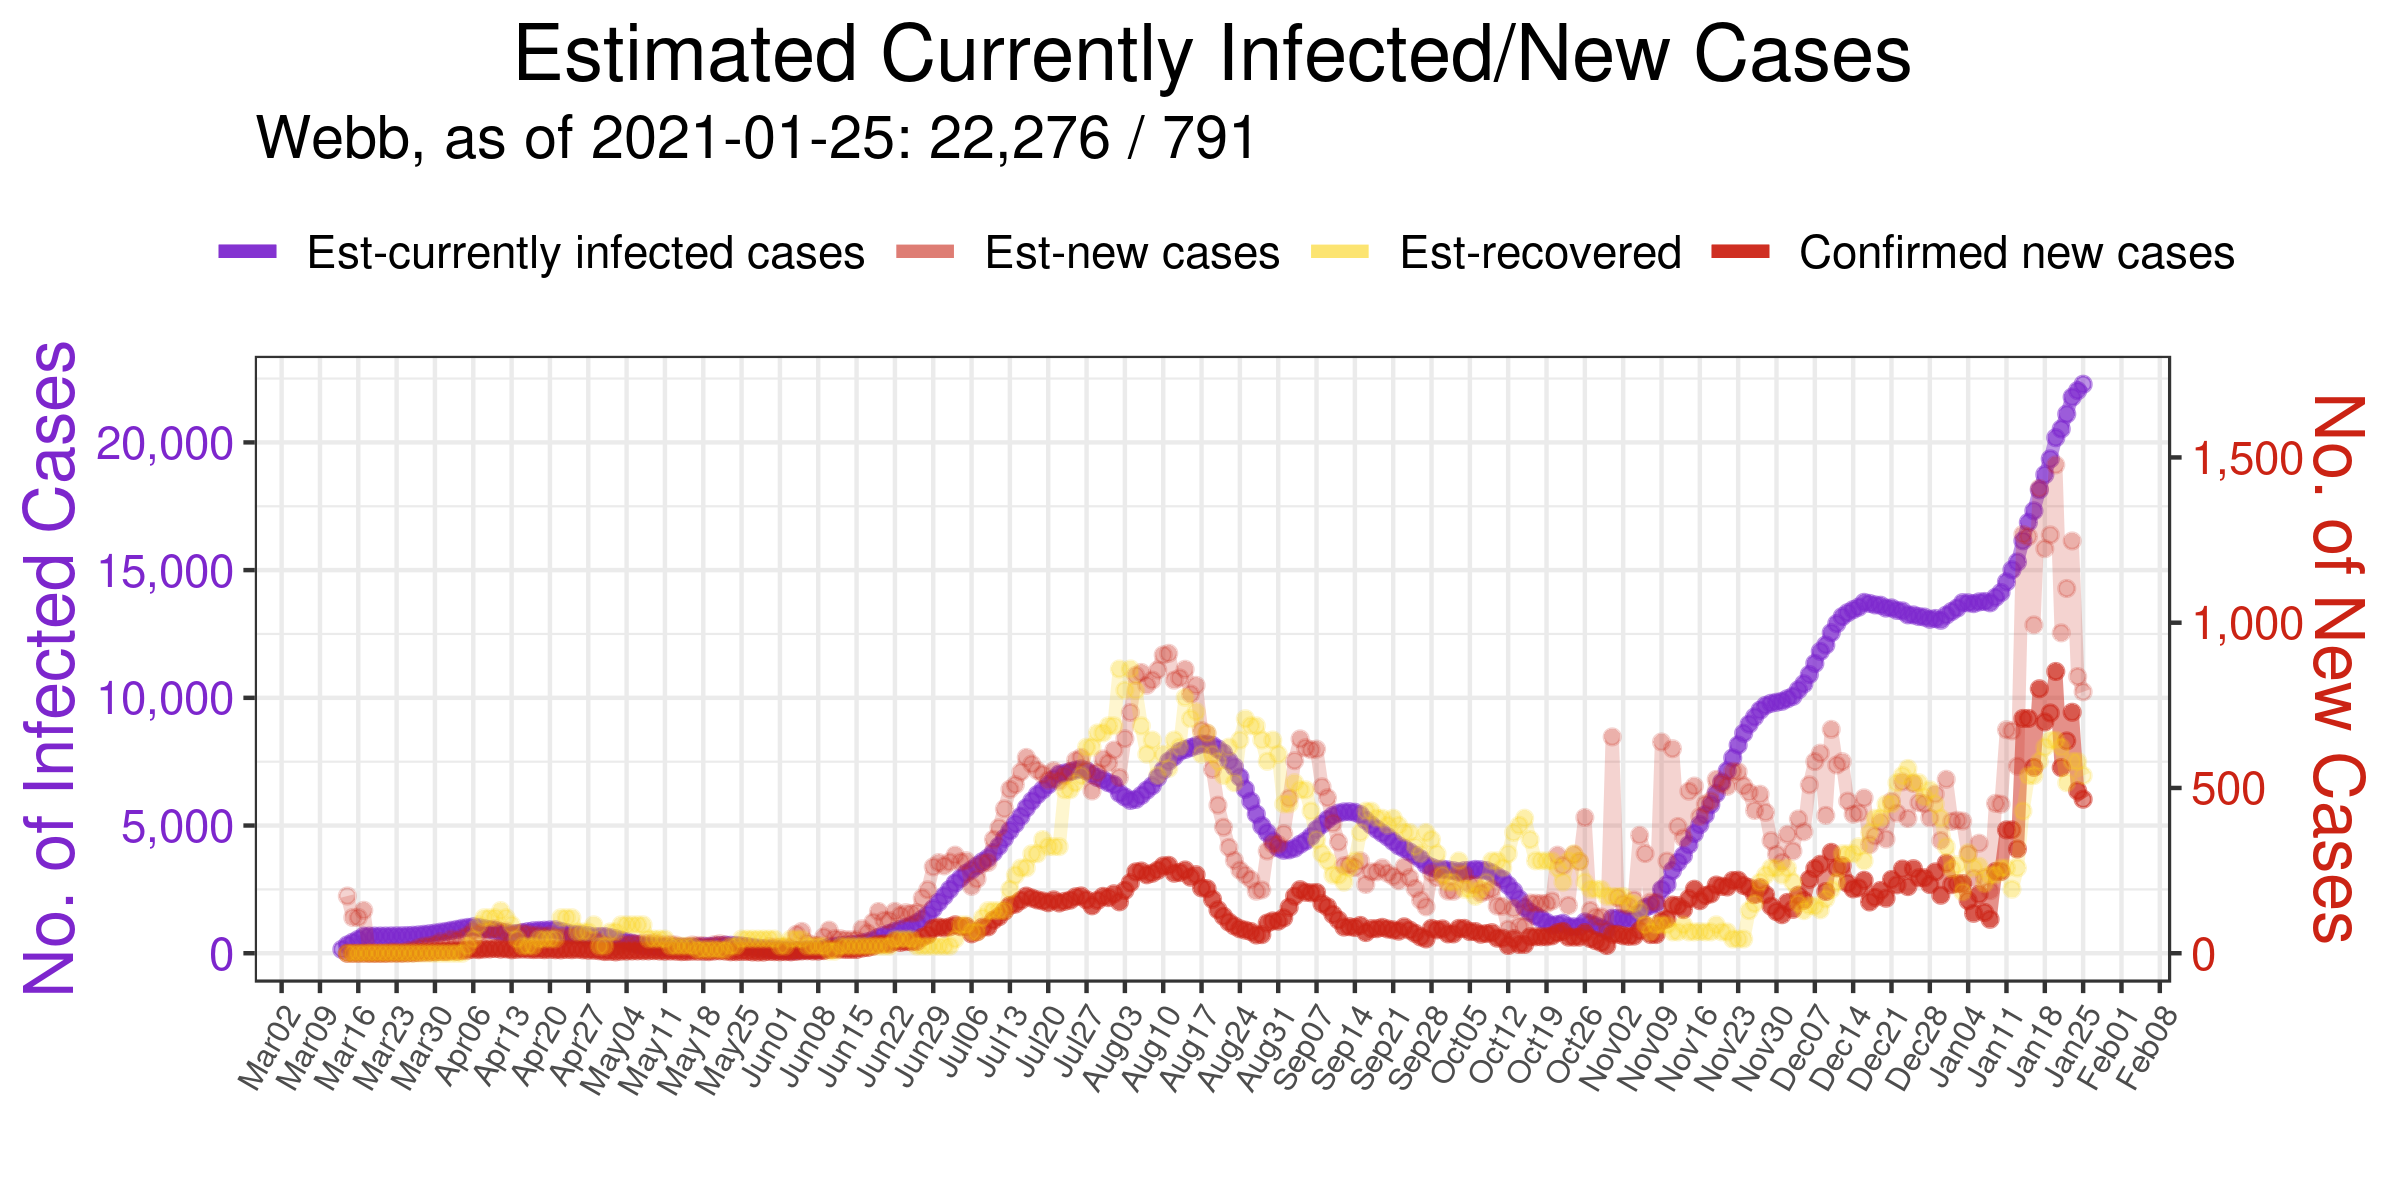 Estimated Currently Infected/New Cases
Webb, as of 2021-01-25: 22,276 / 791
Est-currently infected cases Est-new cases Est-recovered Confirmed new cases
No. of Infected Cases
20,000
15,000
10,000
5,000
0
1,500
1,000
500
0
No. of New Cases
Mar02 Mar09 Mar16 Mar23 Mar30 Apr06 Apr13 Apr20 Apr27 May04 May11 May18 May25 Jun01 Jun08 Jun15 Jun22 Jun29 Jul06 Jul13 Jul20 Jul27 Aug03 Aug10 Aug17 Aug24 Aug31 Sep07 Sep14 Sep21 Sep28 Oct05 Oct12 Oct19 Oct26 Nov02 Nov09 Nov16 Nov23 Nov30 Dec07 Dec14 Dec21 Dec28 Jan04 Jan11 Jan18 Jan25 Feb01 Feb08